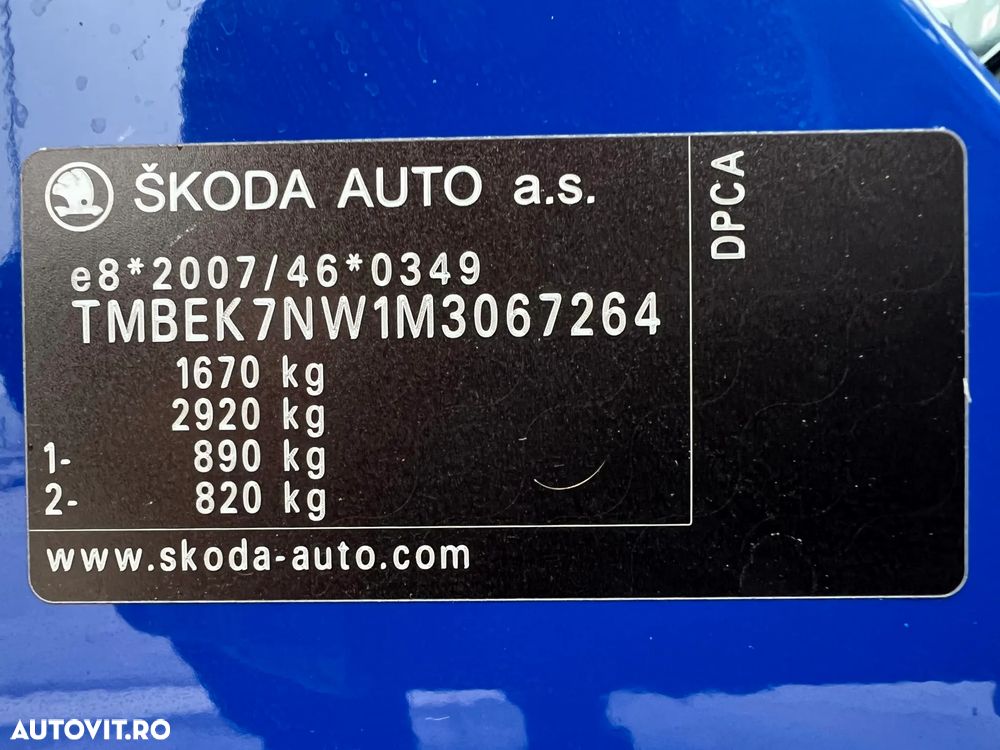 ŠKODA AUTO a.s.
DPCA
e8*2007/46*0349
TMBEK7NW1M3067264
1670 kg
2920 kg
1- 890 kg
2- 820 kg
www.skoda-auto.com
AUTOVIT.RO